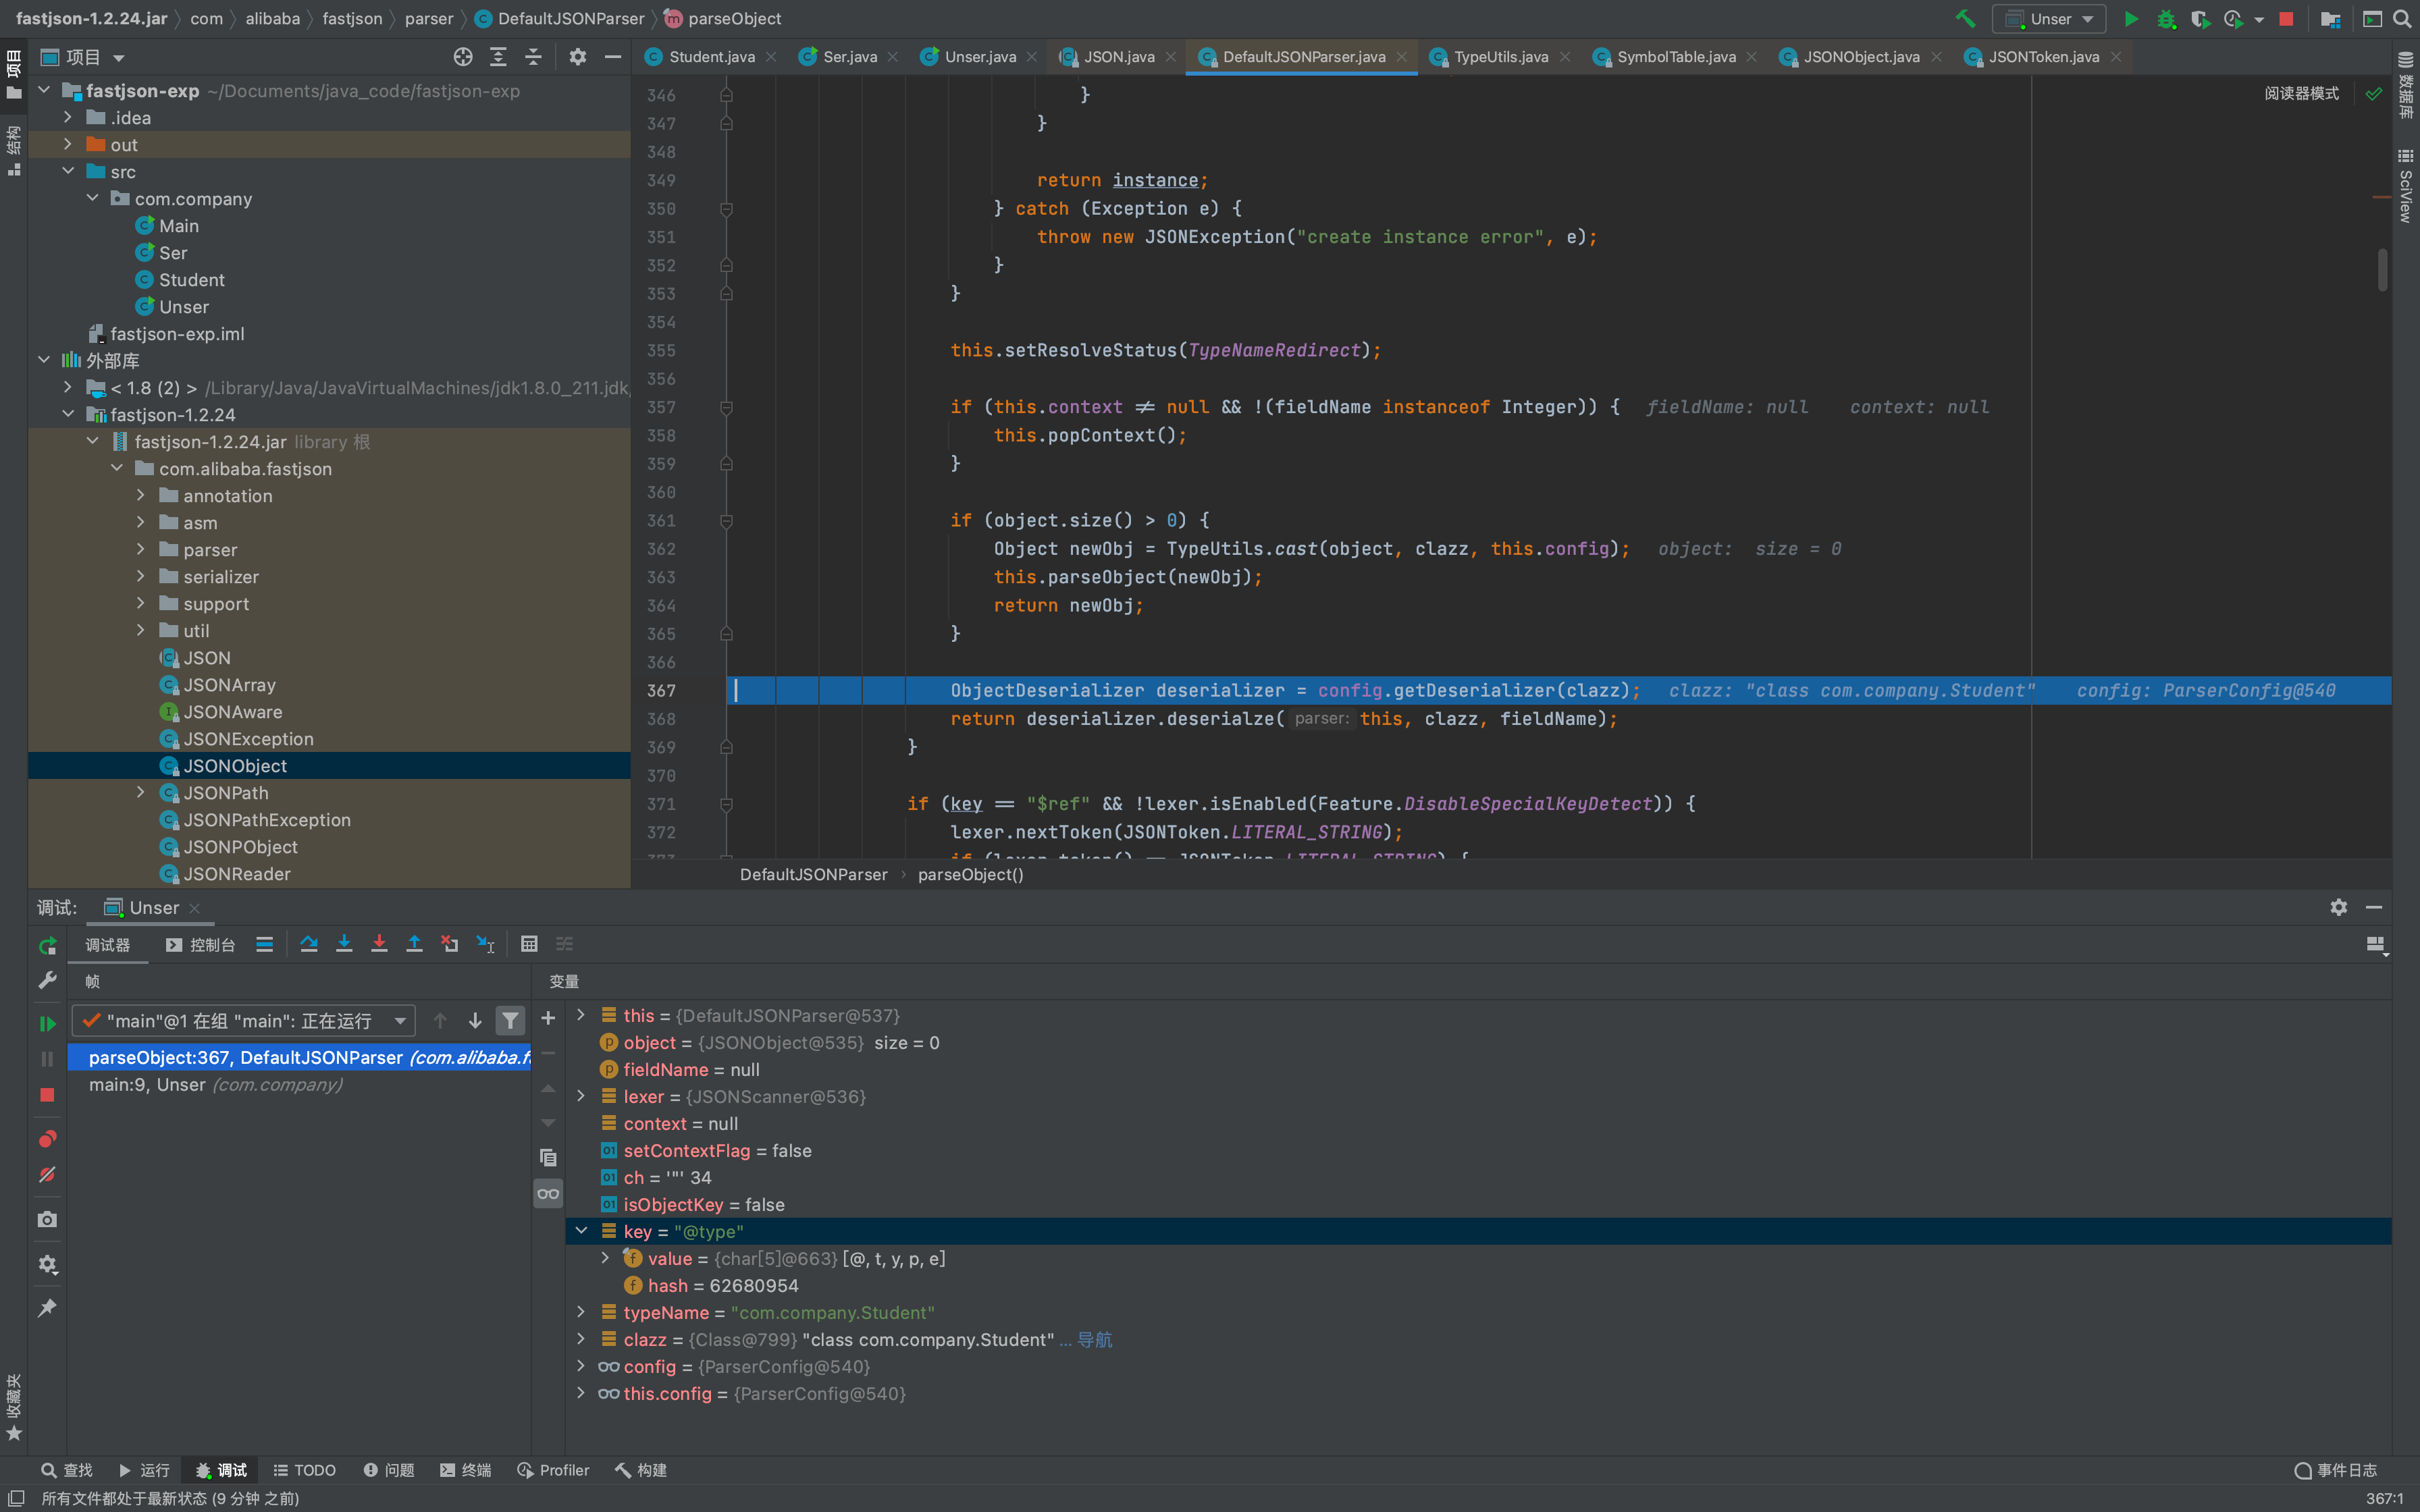 fastjson-1.2.24.jar › com › alibaba › fastjson › parser › DefaultJSONParser › parseObject
Unser
项目
Student.java
Ser.java
Unser.java
JSON.java
DefaultJSONParser.java
TypeUtils.java
SymbolTable.java
JSONObject.java
JSONToken.java
项目
结构
收藏夹
数据库
SciView
阅读器模式
fastjson-exp ~/Documents/java_code/fastjson-exp
.idea
out
src
com.company
Main
Ser
Student
Unser
fastjson-exp.iml
外部库
< 1.8 (2) > /Library/Java/JavaVirtualMachines/jdk1.8.0_211.jdk
fastjson-1.2.24
fastjson-1.2.24.jar library 根
com.alibaba.fastjson
annotation
asm
parser
serializer
support
util
JSON
JSONArray
JSONAware
JSONException
JSONObject
JSONPath
JSONPathException
JSONPObject
JSONReader
346 }
347 }
348
349 return instance;
350 } catch (Exception e) {
351 throw new JSONException("create instance error", e);
352 }
353 }
354
355 this.setResolveStatus(TypeNameRedirect);
356
357 if (this.context != null && !(fieldName instanceof Integer)) { fieldName: null context: null
358 this.popContext();
359 }
360
361 if (object.size() > 0) {
362 Object newObj = TypeUtils.cast(object, clazz, this.config); object: size = 0
363 this.parseObject(newObj);
364 return newObj;
365 }
366
367 ObjectDeserializer deserializer = config.getDeserializer(clazz); clazz: "class com.company.Student" config: ParserConfig@540
368 return deserializer.deserialze( parser: this, clazz, fieldName);
369 }
370
371 if (key == "$ref" && !lexer.isEnabled(Feature.DisableSpecialKeyDetect)) {
372 lexer.nextToken(JSONToken.LITERAL_STRING);
373 if (lexer.token() == JSONToken.LITERAL_STRING) {
DefaultJSONParser › parseObject()
调试: Unser
调试器
控制台
帧
变量
"main"@1 在组 "main": 正在运行
parseObject:367, DefaultJSONParser (com.alibaba.f
main:9, Unser (com.company)
this = {DefaultJSONParser@537}
object = {JSONObject@535} size = 0
fieldName = null
lexer = {JSONScanner@536}
context = null
setContextFlag = false
ch = '"' 34
isObjectKey = false
key = "@type"
value = {char[5]@663} [@, t, y, p, e]
hash = 62680954
typeName = "com.company.Student"
clazz = {Class@799} "class com.company.Student" ... 导航
config = {ParserConfig@540}
this.config = {ParserConfig@540}
查找
运行
调试
TODO
问题
终端
Profiler
构建
事件日志
所有文件都处于最新状态 (9 分钟 之前)
367:1